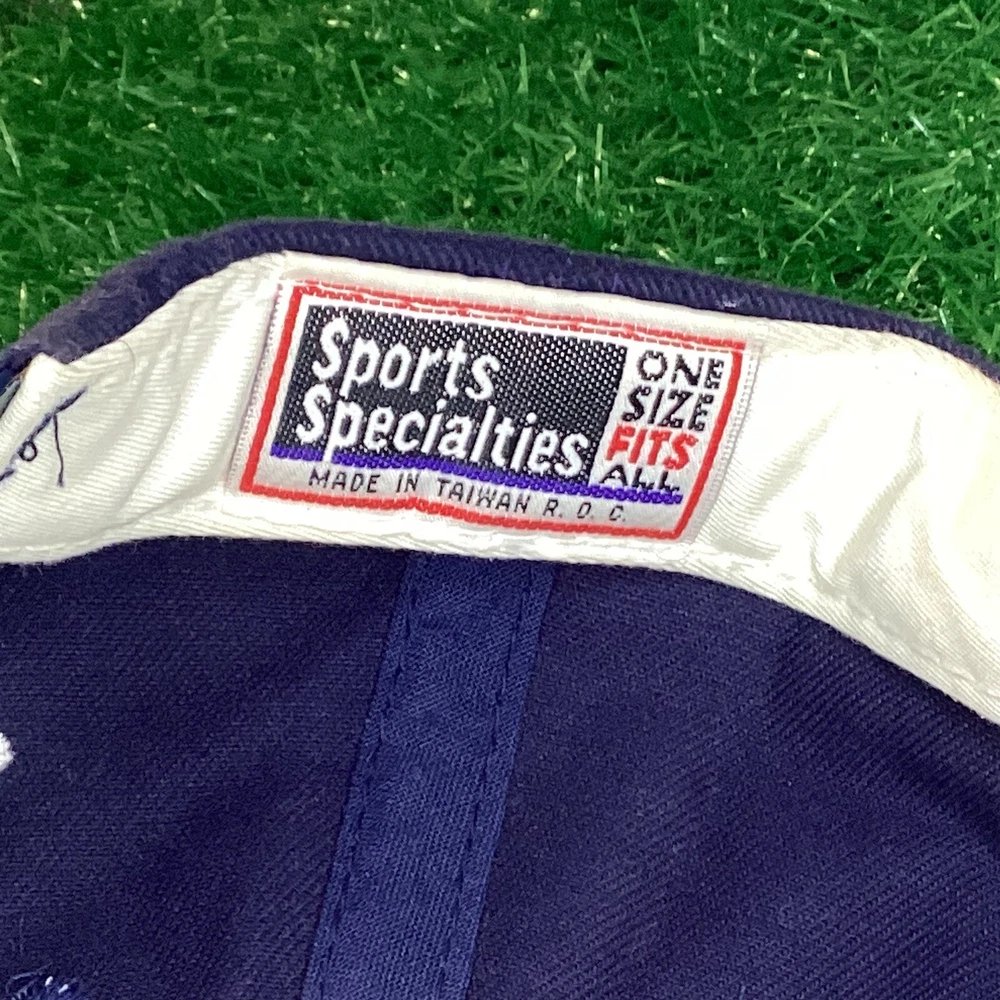 Sports
Specialties
ONE
SIZE
FITS
ALL
MADE IN TAIWAN R.O.C.